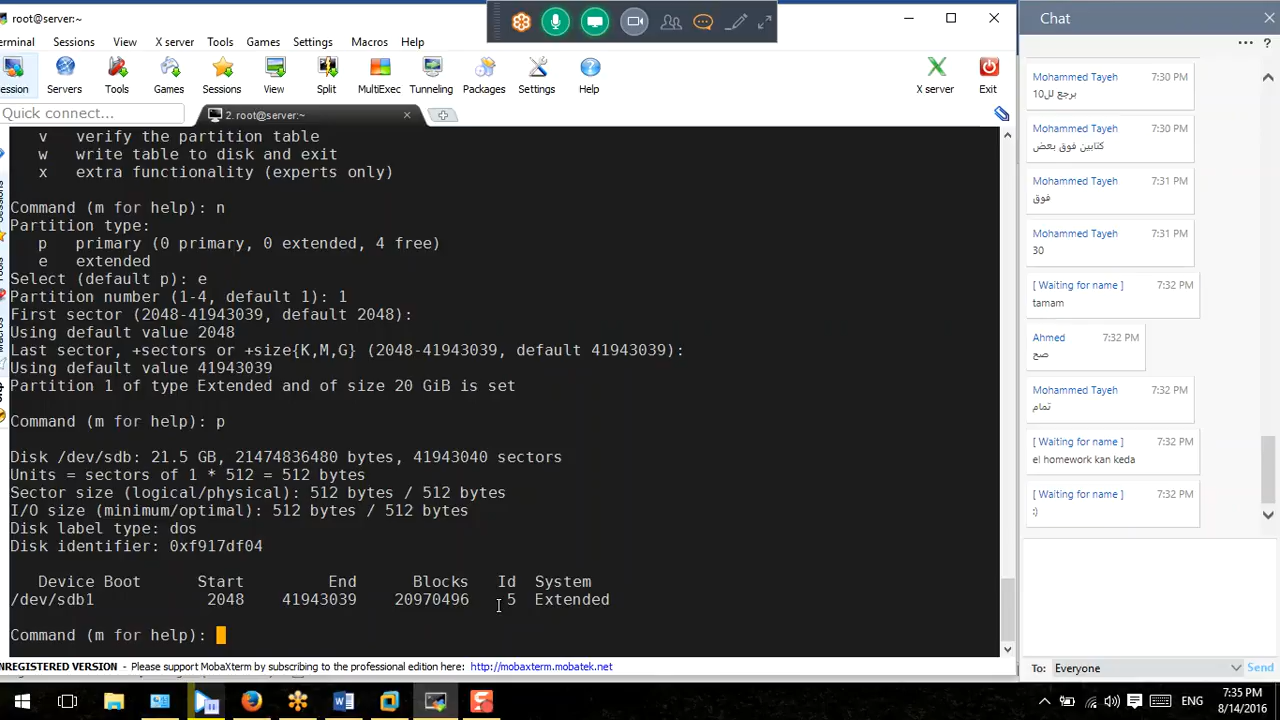 root@server:~
erminal Sessions View X server Tools Games Settings Macros Help
ession Servers Tools Games Sessions View Split MultiExec Tunneling Packages Settings Help X server Exit
Quick connect...
2. root@server:~
v verify the partition table
w write table to disk and exit
x extra functionality (experts only)
Command (m for help): n
Partition type:
p primary (0 primary, 0 extended, 4 free)
e extended
Select (default p): e
Partition number (1-4, default 1): 1
First sector (2048-41943039, default 2048):
Using default value 2048
Last sector, +sectors or +size{K,M,G} (2048-41943039, default 41943039):
Using default value 41943039
Partition 1 of type Extended and of size 20 GiB is set
Command (m for help): p
Disk /dev/sdb: 21.5 GB, 21474836480 bytes, 41943040 sectors
Units = sectors of 1 * 512 = 512 bytes
Sector size (logical/physical): 512 bytes / 512 bytes
I/O size (minimum/optimal): 512 bytes / 512 bytes
Disk label type: dos
Disk identifier: 0xf917df04
Device Boot Start End Blocks Id System
/dev/sdb1 2048 41943039 20970496 5 Extended
Command (m for help):
NREGISTERED VERSION - Please support MobaXterm by subscribing to the professional edition here: http://mobaxterm.mobatek.net
Chat
Mohammed Tayeh 7:30 PM
برجع لل10
Mohammed Tayeh 7:30 PM
كتابين فوق بعض
Mohammed Tayeh 7:31 PM
فوق
Mohammed Tayeh 7:31 PM
30
[ Waiting for name ] 7:32 PM
tamam
Ahmed 7:32 PM
صح
Mohammed Tayeh 7:32 PM
تمام
[ Waiting for name ] 7:32 PM
el homework kan keda
[ Waiting for name ] 7:32 PM
:)
To: Everyone Send
ENG
7:35 PM
8/14/2016